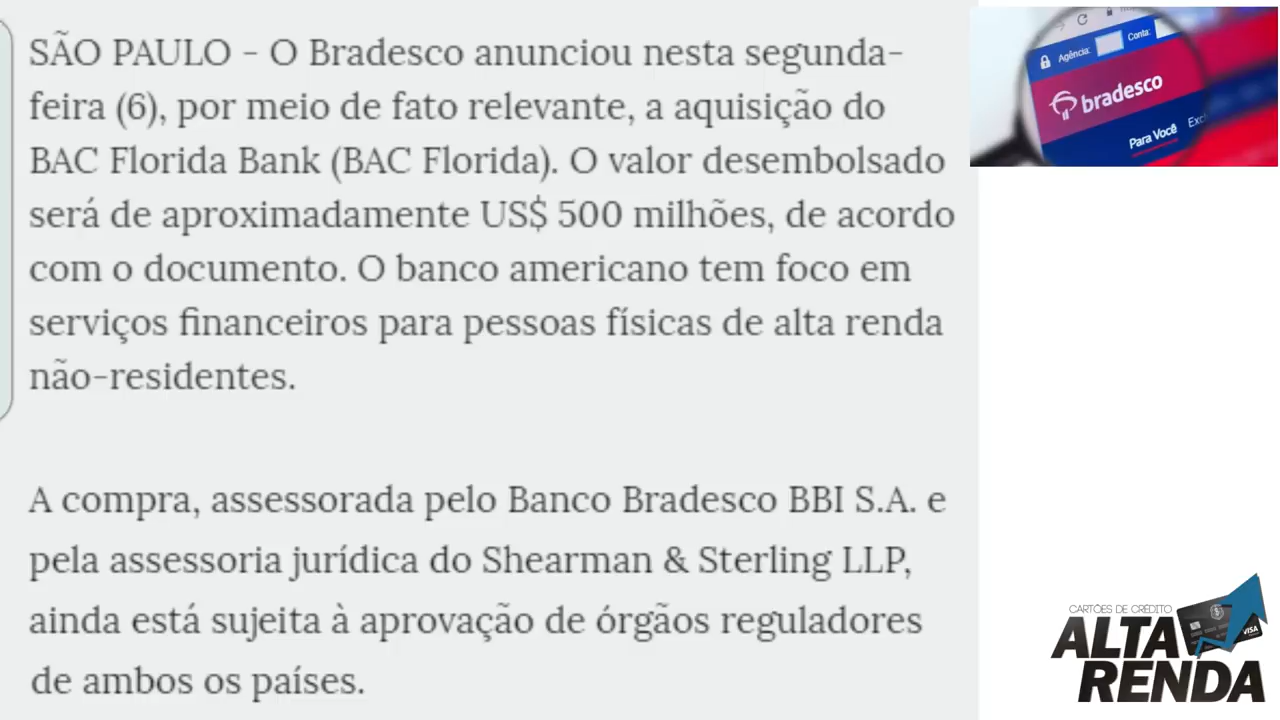 SÃO PAULO – O Bradesco anunciou nesta segunda-
feira (6), por meio de fato relevante, a aquisição do
BAC Florida Bank (BAC Florida). O valor desembolsado
será de aproximadamente US$ 500 milhões, de acordo
com o documento. O banco americano tem foco em
serviços financeiros para pessoas físicas de alta renda
não-residentes.
A compra, assessorada pelo Banco Bradesco BBI S.A. e
pela assessoria jurídica do Shearman & Sterling LLP,
ainda está sujeita à aprovação de órgãos reguladores
de ambos os países.
Agência: Conta:
bradesco
Para Você
CARTÕES DE CRÉDITO
ALTA
RENDA
VISA